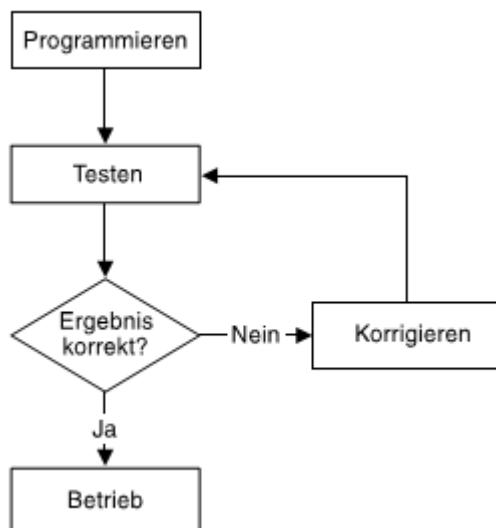 Programmieren
Testen
Ergebnis
korrekt?
Nein
Korrigieren
Ja
Betrieb